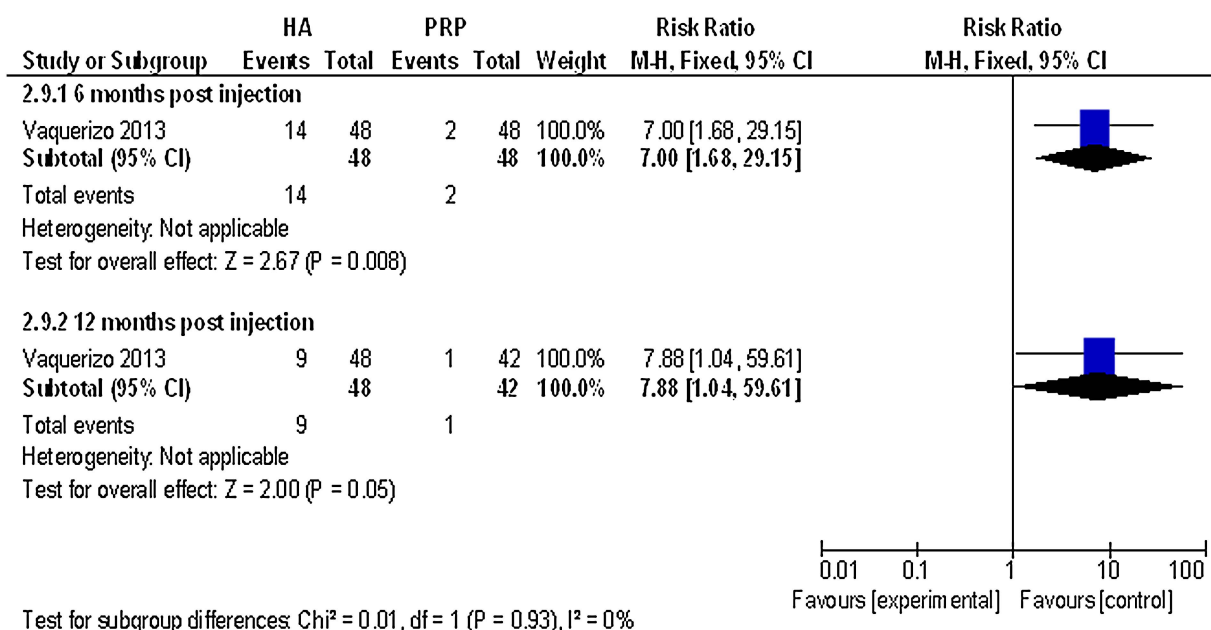 HA PRP Risk Ratio Risk Ratio
Study or Subgroup Events Total Events Total Weight M-H, Fixed, 95% CI M-H, Fixed, 95% CI
2.9.1 6 months post injection
Vaquerizo 2013 14 48 2 48 100.0% 7.00 [1.68, 29.15]
Subtotal (95% CI) 48 48 100.0% 7.00 [1.68, 29.15]
Total events 14 2
Heterogeneity: Not applicable
Test for overall effect: Z = 2.67 (P = 0.008)
2.9.2 12 months post injection
Vaquerizo 2013 9 48 1 42 100.0% 7.88 [1.04, 59.61]
Subtotal (95% CI) 48 42 100.0% 7.88 [1.04, 59.61]
Total events 9 1
Heterogeneity: Not applicable
Test for overall effect: Z = 2.00 (P = 0.05)
0.01 0.1 1 10 100
Favours [experimental] Favours [control]
Test for subgroup differences: Chi² = 0.01, df = 1 (P = 0.93), I² = 0%